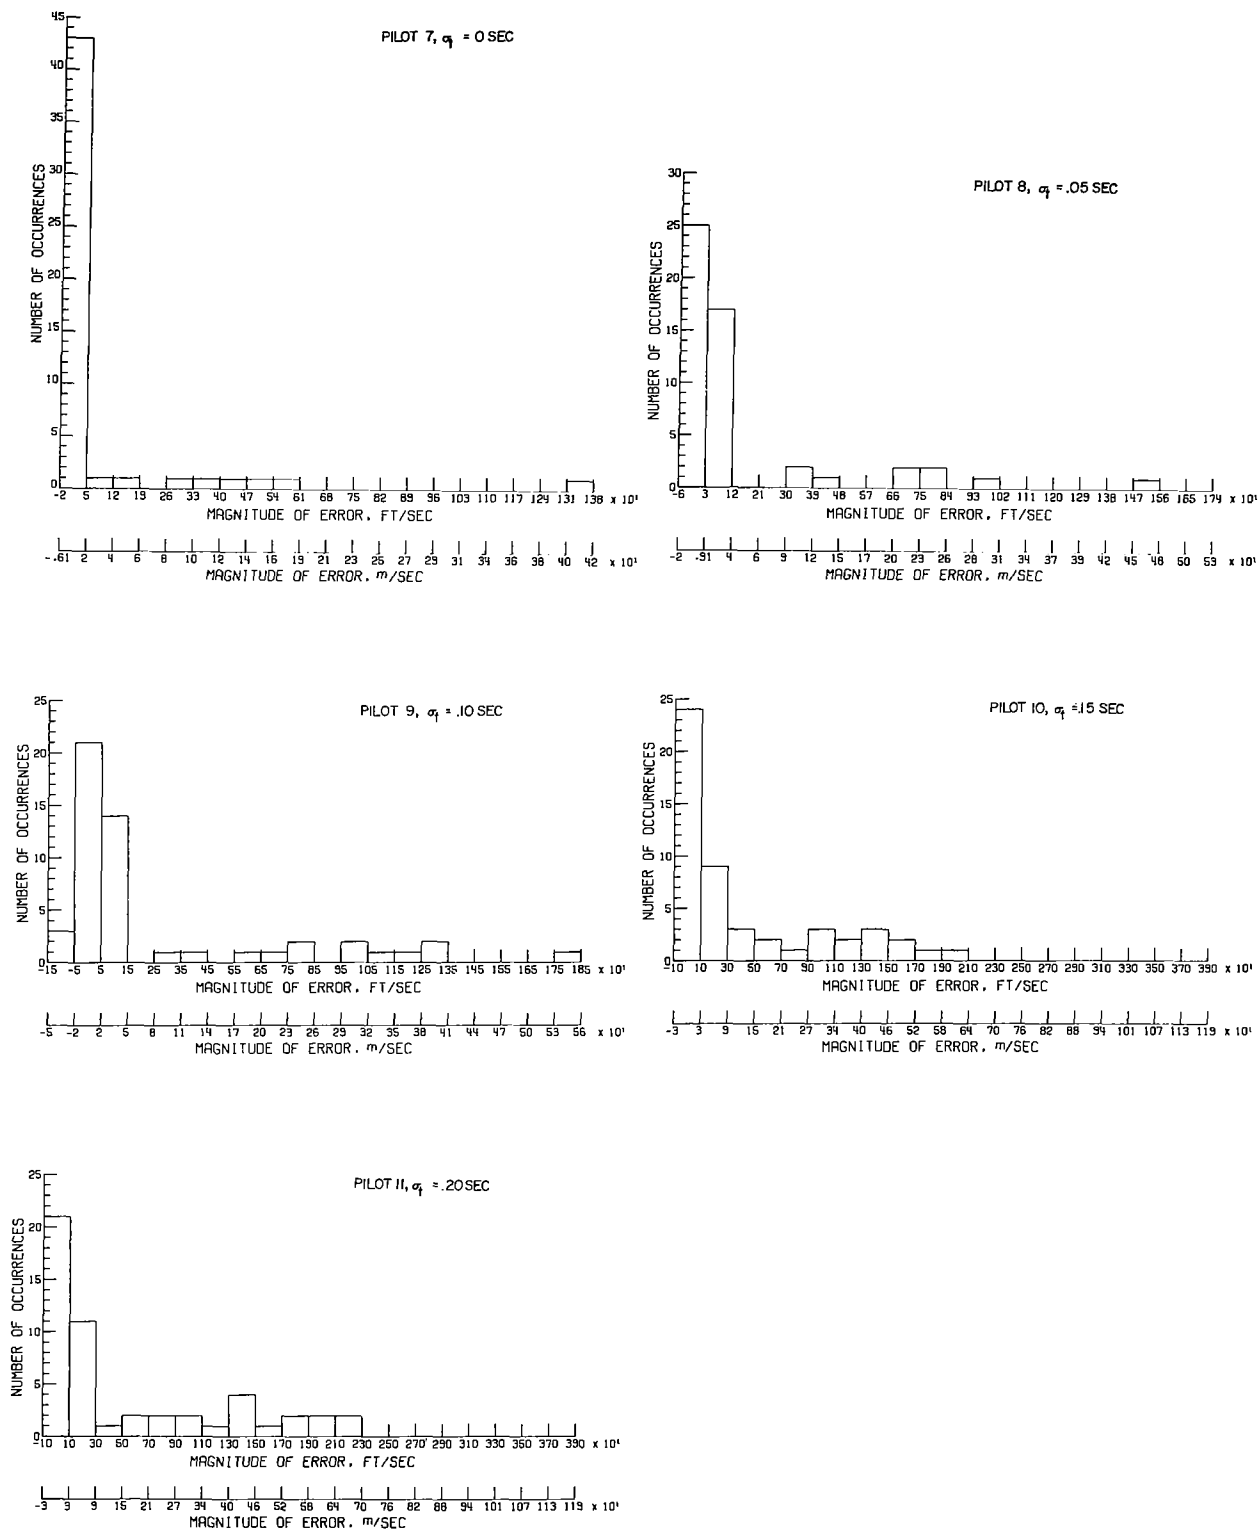 PILOT 7, σt = 0 SEC
NUMBER OF OCCURRENCES
45
40
35
30
25
20
15
10
5
0
-2 5 12 19 26 33 40 47 54 61 68 75 82 89 96 103 110 117 124 131 138 x 10¹
MAGNITUDE OF ERROR, FT/SEC
-.61 2 4 6 8 10 12 14 16 19 21 23 25 27 29 31 34 36 38 40 42 x 10¹
MAGNITUDE OF ERROR, m/SEC
PILOT 8, σt = .05 SEC
NUMBER OF OCCURRENCES
30
25
20
15
10
5
0
-6 3 12 21 30 39 48 57 66 75 84 93 102 111 120 129 138 147 156 165 174 x 10¹
MAGNITUDE OF ERROR, FT/SEC
-2 .91 4 6 9 12 15 17 20 23 26 28 31 34 37 39 42 45 48 50 53 x 10¹
MAGNITUDE OF ERROR, m/SEC
PILOT 9, σt = .10 SEC
NUMBER OF OCCURRENCES
25
20
15
10
5
0
-15 -5 5 15 25 35 45 55 65 75 85 95 105 115 125 135 145 155 165 175 185 x 10¹
MAGNITUDE OF ERROR, FT/SEC
-5 -2 2 5 8 11 14 17 20 23 26 29 32 35 38 41 44 47 50 53 56 x 10¹
MAGNITUDE OF ERROR, m/SEC
PILOT 10, σt = .15 SEC
NUMBER OF OCCURRENCES
25
20
15
10
5
0
-10 10 30 50 70 90 110 130 150 170 190 210 230 250 270 290 310 330 350 370 390 x 10¹
MAGNITUDE OF ERROR, FT/SEC
-3 3 9 15 21 27 34 40 46 52 58 64 70 76 82 88 94 101 107 113 119 x 10¹
MAGNITUDE OF ERROR, m/SEC
PILOT 11, σt = .20 SEC
NUMBER OF OCCURRENCES
25
20
15
10
5
0
-10 10 30 50 70 90 110 130 150 170 190 210 230 250 270 290 310 330 350 370 390 x 10¹
MAGNITUDE OF ERROR, FT/SEC
-3 3 9 15 21 27 34 40 46 52 58 64 70 76 82 88 94 101 107 113 119 x 10¹
MAGNITUDE OF ERROR, m/SEC